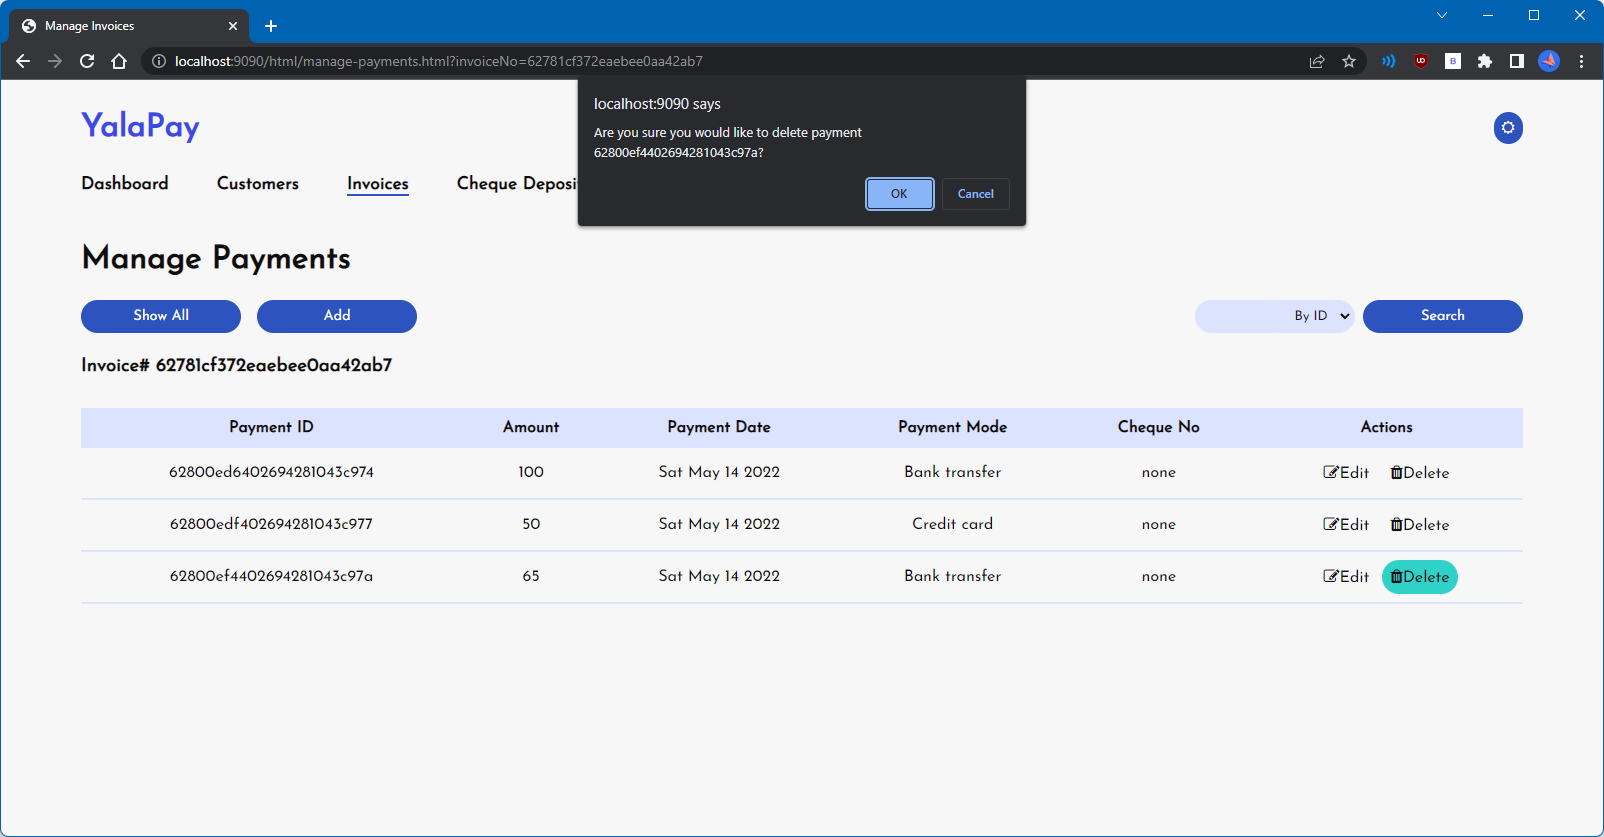 Manage Invoices
localhost:9090/html/manage-payments.html?invoiceNo=62781cf372eaebee0aa42ab7
localhost:9090 says
Are you sure you would like to delete payment
62800ef4402694281043c97a?
OK Cancel
YalaPay
Dashboard Customers Invoices Cheque Deposi
Manage Payments
Show All Add By ID Search
Invoice# 62781cf372eaebee0aa42ab7
Payment ID Amount Payment Date Payment Mode Cheque No Actions
62800ed6402694281043c974 100 Sat May 14 2022 Bank transfer none Edit Delete
62800edf402694281043c977 50 Sat May 14 2022 Credit card none Edit Delete
62800ef4402694281043c97a 65 Sat May 14 2022 Bank transfer none Edit Delete